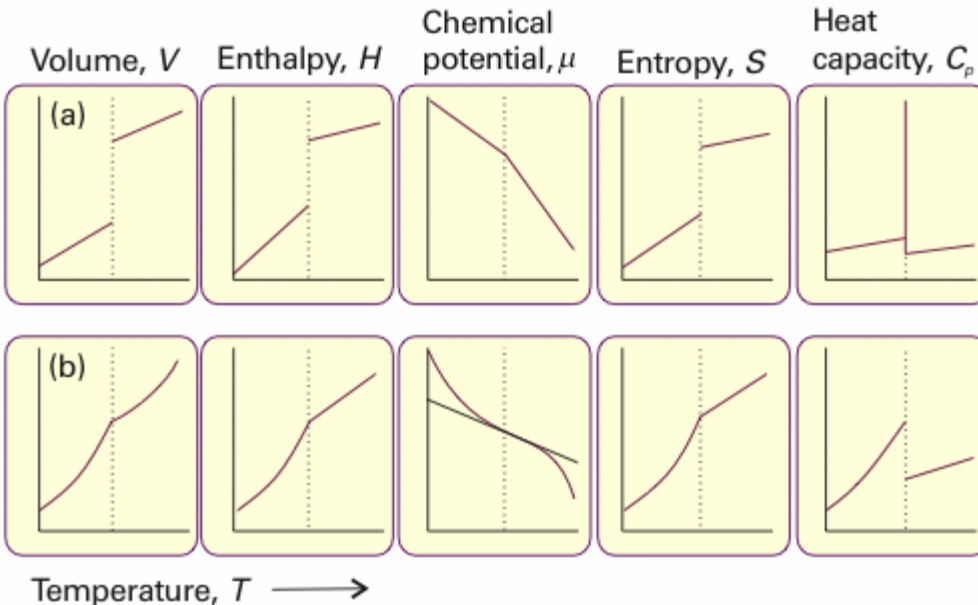 Volume, V
Enthalpy, H
Chemical
potential, μ
Entropy, S
Heat
capacity, Cₚ
(a)
(b)
Temperature, T